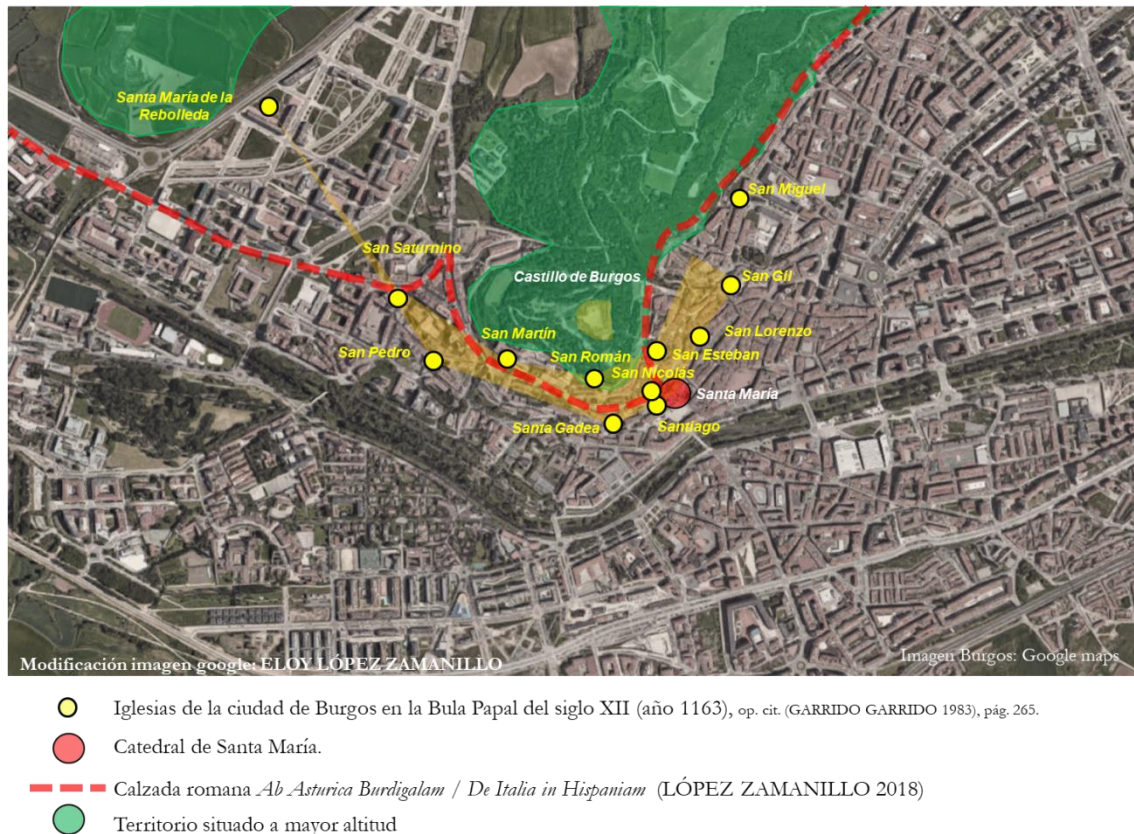 Santa María de la
Rebolleda
San Miguel
San Saturnino
Castillo de Burgos
San Gil
San Martín
San Lorenzo
San Pedro
San Román
San Esteban
San Nicolás
Santa María
Santa Gadea
Santiago
Modificación imagen google: ELOY LÓPEZ ZAMANILLO
Imagen Burgos: Google maps
Iglesias de la ciudad de Burgos en la Bula Papal del siglo XII (año 1163), op. cit. (GARRIDO GARRIDO 1983), pág. 265.
Catedral de Santa María.
Calzada romana Ab Asturica Burdigalam / De Italia in Hispaniam (LÓPEZ ZAMANILLO 2018)
Territorio situado a mayor altitud